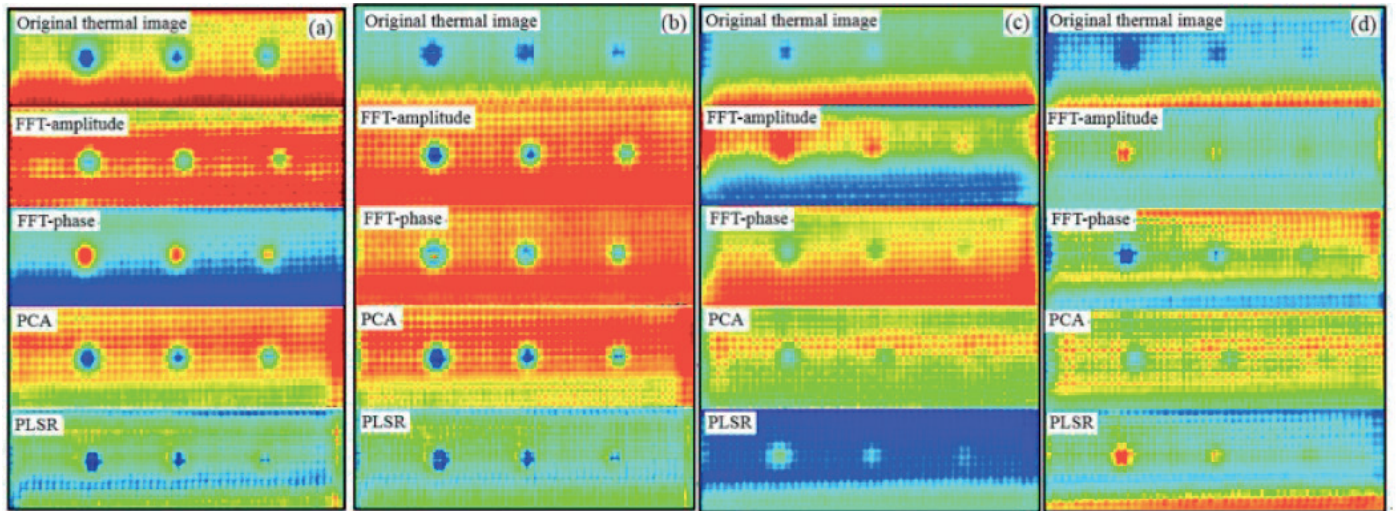 Original thermal image (a)
FFT-amplitude
FFT-phase
PCA
PLSR
Original thermal image (b)
FFT-amplitude
FFT-phase
PCA
PLSR
Original thermal image (c)
FFT-amplitude
FFT-phase
PCA
PLSR
Original thermal image (d)
FFT-amplitude
FFT-phase
PCA
PLSR